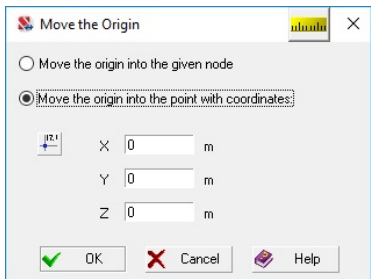 Move the Origin
Move the origin into the given node
Move the origin into the point with coordinates:
X 0 m
Y 0 m
Z 0 m
OK Cancel Help